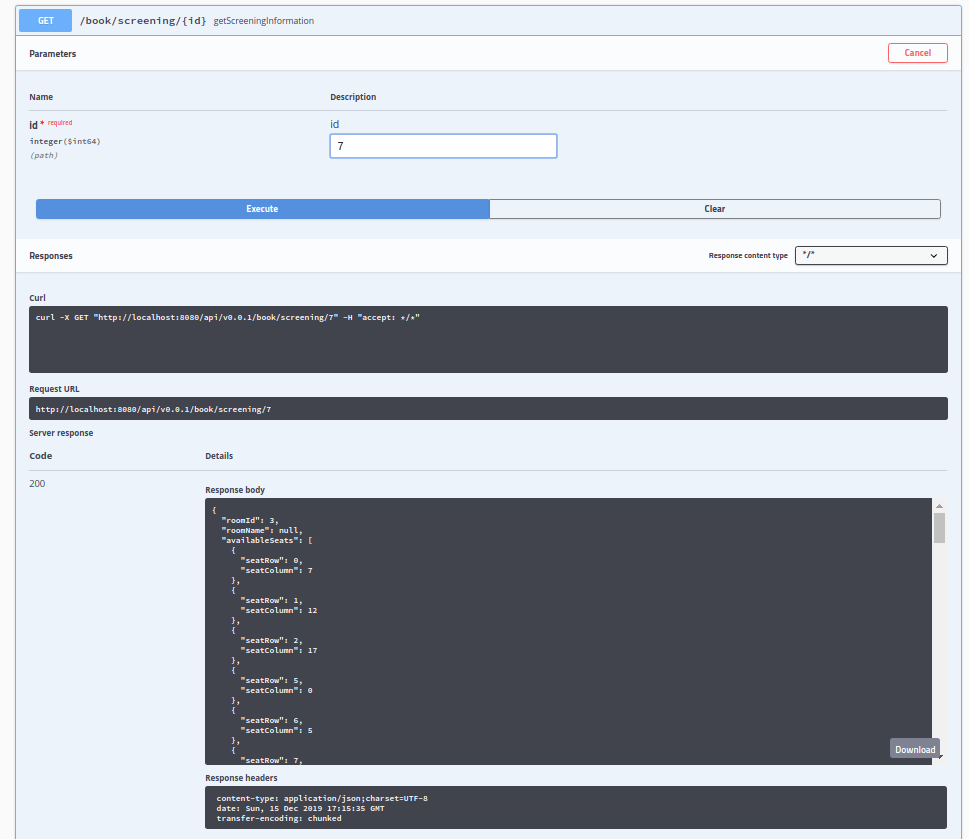 GET /book/screening/{id} getScreeningInformation
Parameters
Cancel
Name Description
id * required id
integer($int64)
(path)
7
Execute Clear
Responses Response content type */*
Curl
curl -X GET "http://localhost:8080/api/v0.0.1/book/screening/7" -H "accept: */*"
Request URL
http://localhost:8080/api/v0.0.1/book/screening/7
Server response
Code Details
200
Response body
{
"roomId": 3,
"roomName": null,
"availableSeats": [
{
"seatRow": 0,
"seatColumn": 7
},
{
"seatRow": 1,
"seatColumn": 12
},
{
"seatRow": 2,
"seatColumn": 17
},
{
"seatRow": 5,
"seatColumn": 0
},
{
"seatRow": 6,
"seatColumn": 5
},
{
"seatRow": 7,
Download
Response headers
content-type: application/json;charset=UTF-8
date: Sun, 15 Dec 2019 17:15:35 GMT
transfer-encoding: chunked